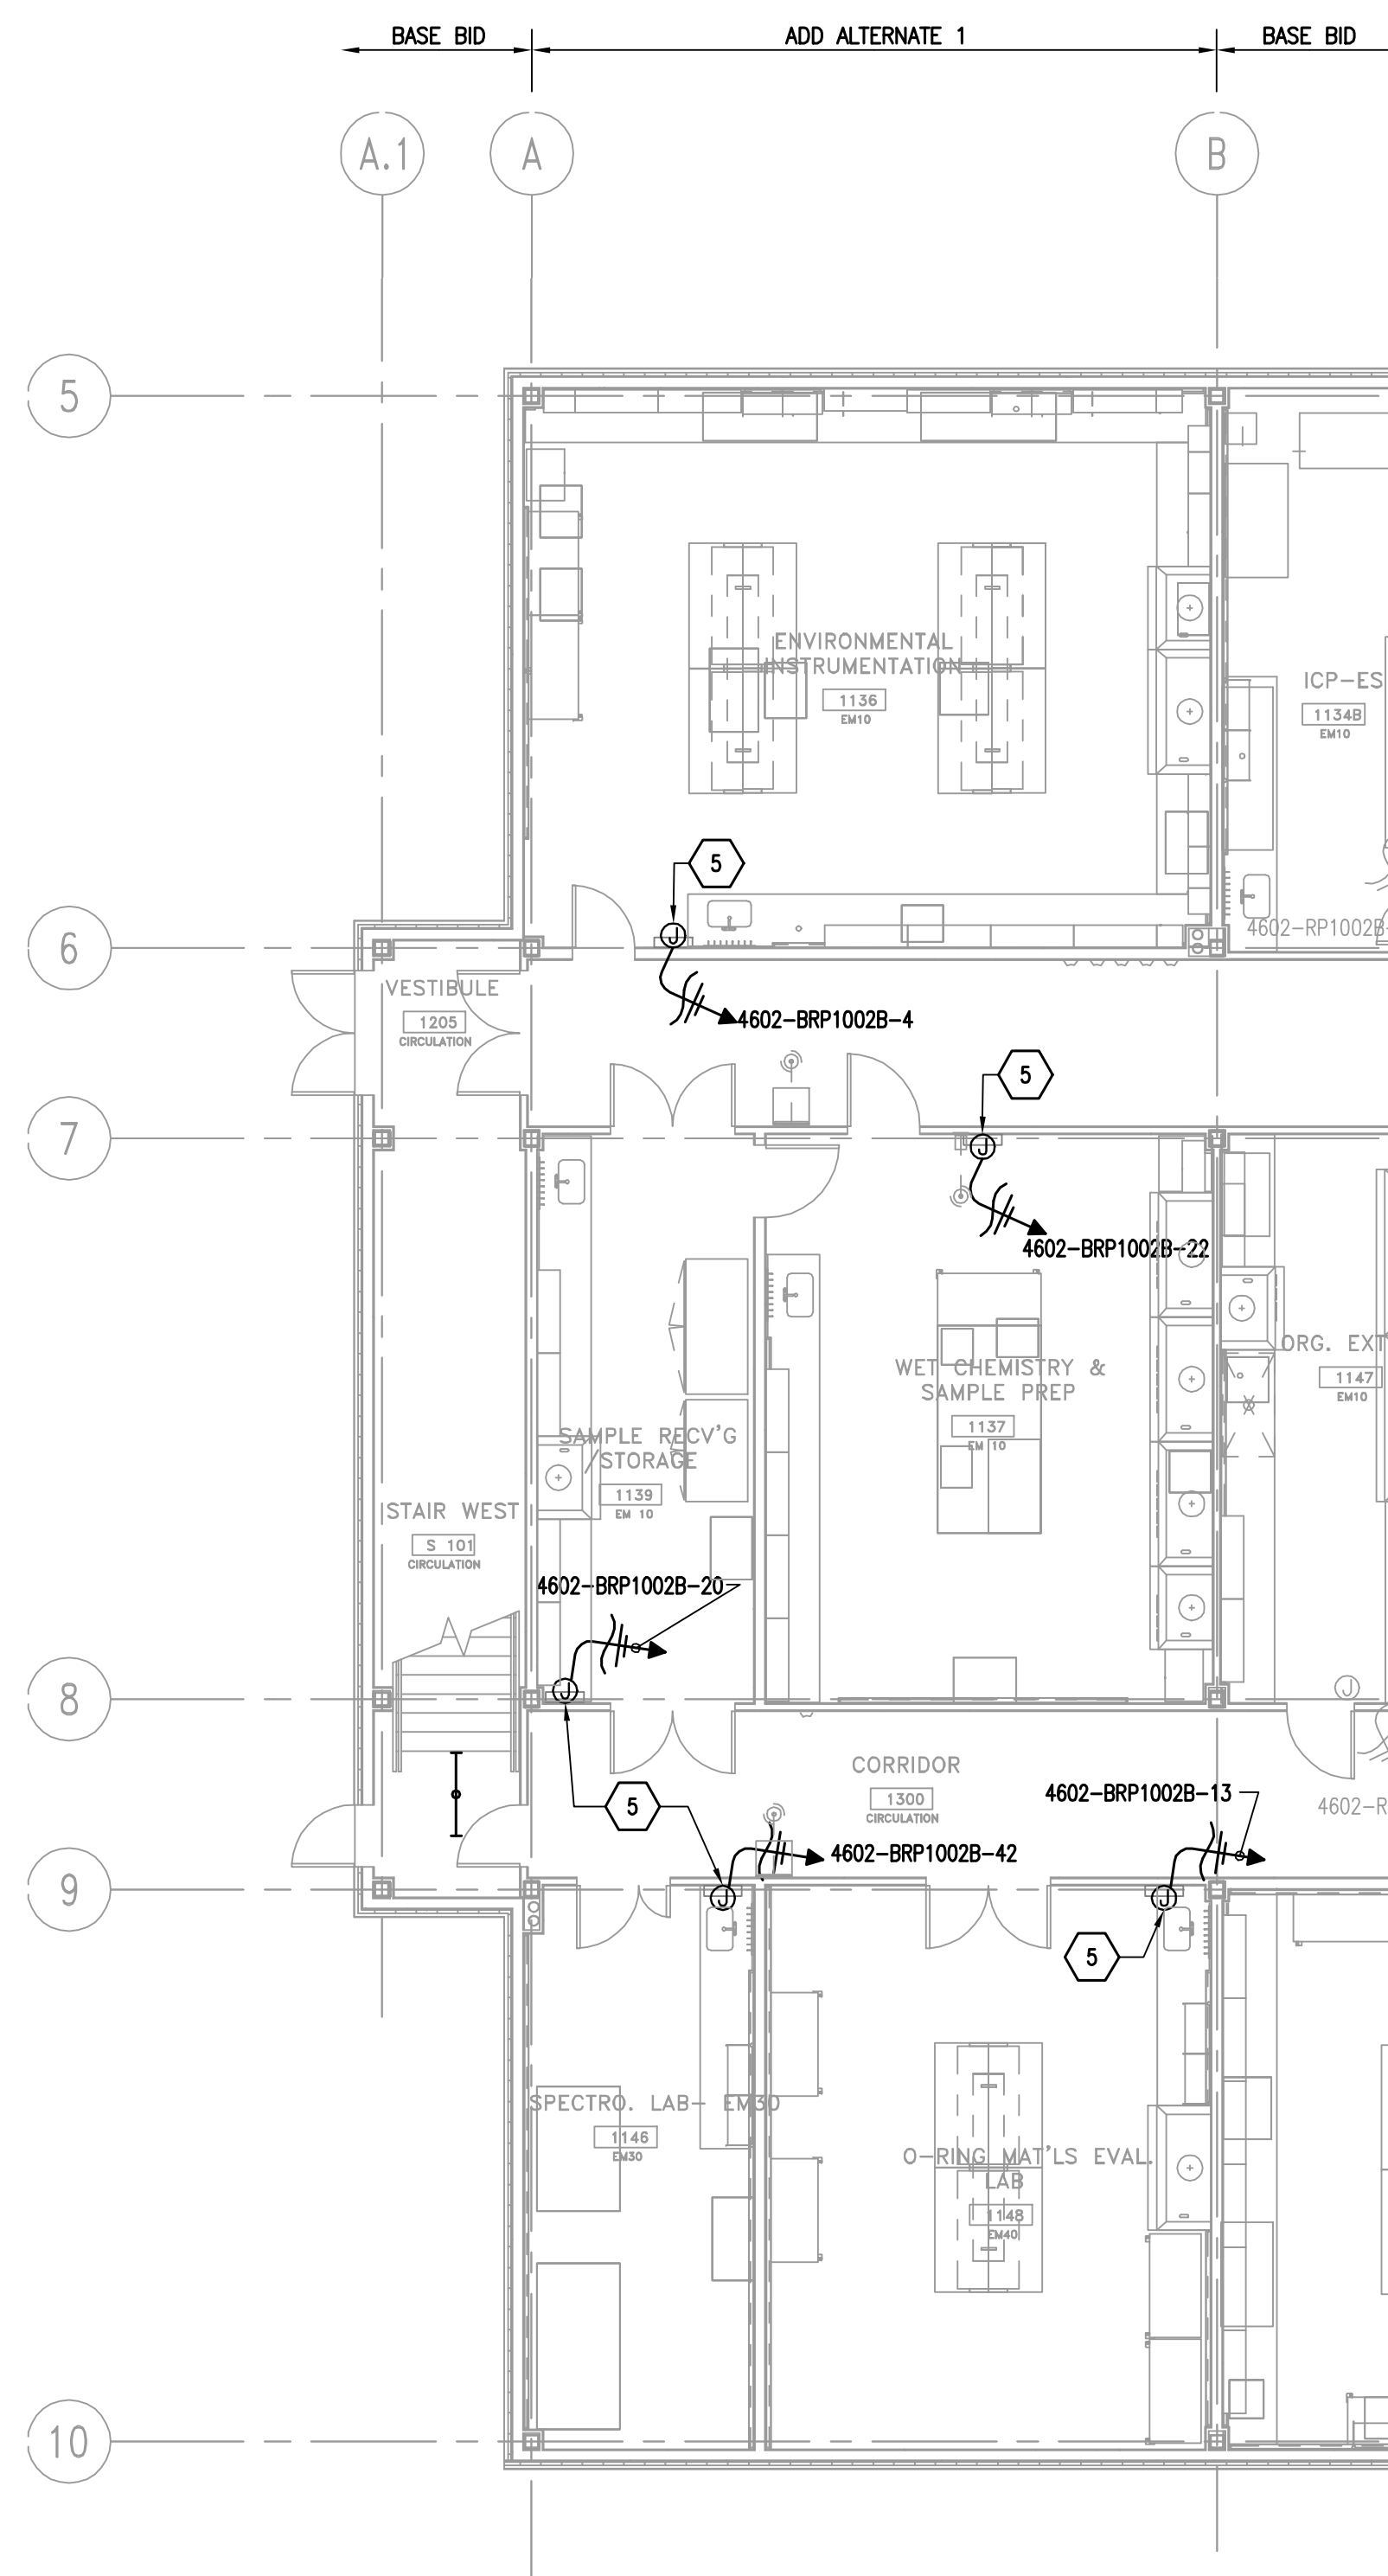 BASE BID
ADD ALTERNATE 1
BASE BID
A.1
A
B
5
ENVIRONMENTAL
INSTRUMENTATION
1136
EM10
ICP-ES
1134B
EM10
5
J
6
4602-RP1002B-
VESTIBULE
1205
CIRCULATION
4602-BRP1002B-4
5
7
J
4602-BRP1002B-22
ORG. EXT
1147
EM10
WET CHEMISTRY &
SAMPLE PREP
1137
EM 10
SAMPLE RECV'G
STORAGE
1139
EM 10
STAIR WEST
S 101
CIRCULATION
4602-BRP1002B-20
J
J
8
CORRIDOR
1300
CIRCULATION
4602-BRP1002B-13
5
4602-R
4602-BRP1002B-42
9
J
J
5
SPECTRO. LAB- EM30
1146
EM30
O-RING MAT'LS EVAL.
LAB
1148
EM40
10